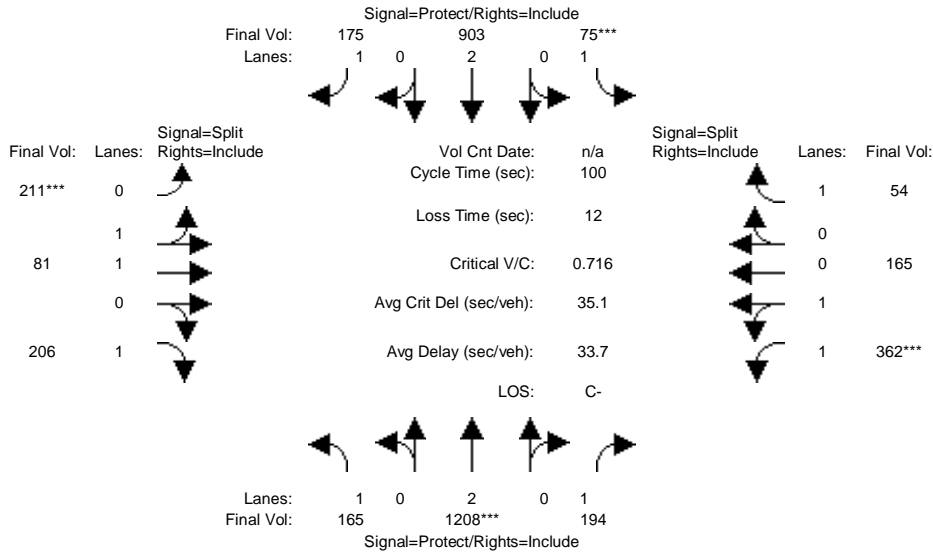 Signal=Protect/Rights=Include
Final Vol: 175 903 75***
Lanes: 1 0 2 0 1
Signal=Split
Final Vol: Lanes: Rights=Include
Vol Cnt Date: n/a
Signal=Split
Rights=Include Lanes: Final Vol:
Cycle Time (sec): 100
211*** 0
1 54
Loss Time (sec): 12
1
0
81 1
Critical V/C: 0.716
0 165
0
Avg Crit Del (sec/veh): 35.1
1
206 1
Avg Delay (sec/veh): 33.7
1 362***
LOS: C-
Lanes: 1 0 2 0 1
Final Vol: 165 1208*** 194
Signal=Protect/Rights=Include